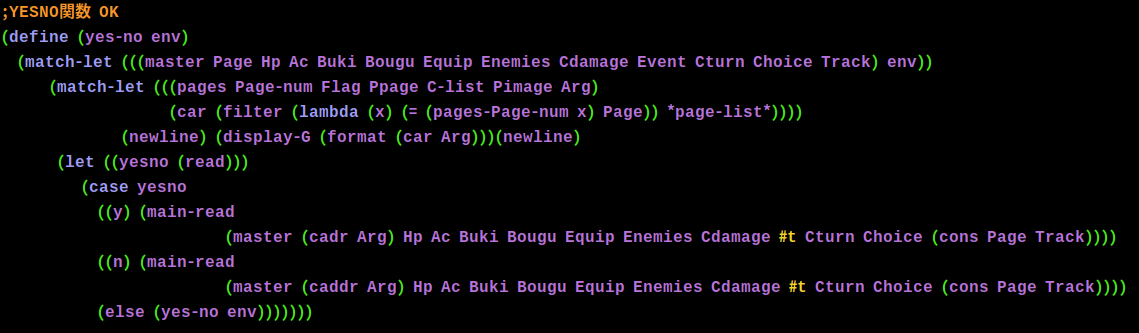 ;YESNO関数 OK
(define (yes-no env)
  (match-let (((master Page Hp Ac Buki Bougu Equip Enemies Cdamage Event Cturn Choice Track) env))
      (match-let (((pages Page-num Flag Ppage C-list Pimage Arg)
                     (car (filter (lambda (x) (= (pages-Page-num x) Page)) *page-list*))))
               (newline) (display-G (format (car Arg)))(newline)
       (let ((yesno (read)))
          (case yesno
            ((y) (main-read
                            (master (cadr Arg) Hp Ac Buki Bougu Equip Enemies Cdamage #t Cturn Choice (cons Page Track))))
            ((n) (main-read
                            (master (caddr Arg) Hp Ac Buki Bougu Equip Enemies Cdamage #t Cturn Choice (cons Page Track))))
            (else (yes-no env)))))))